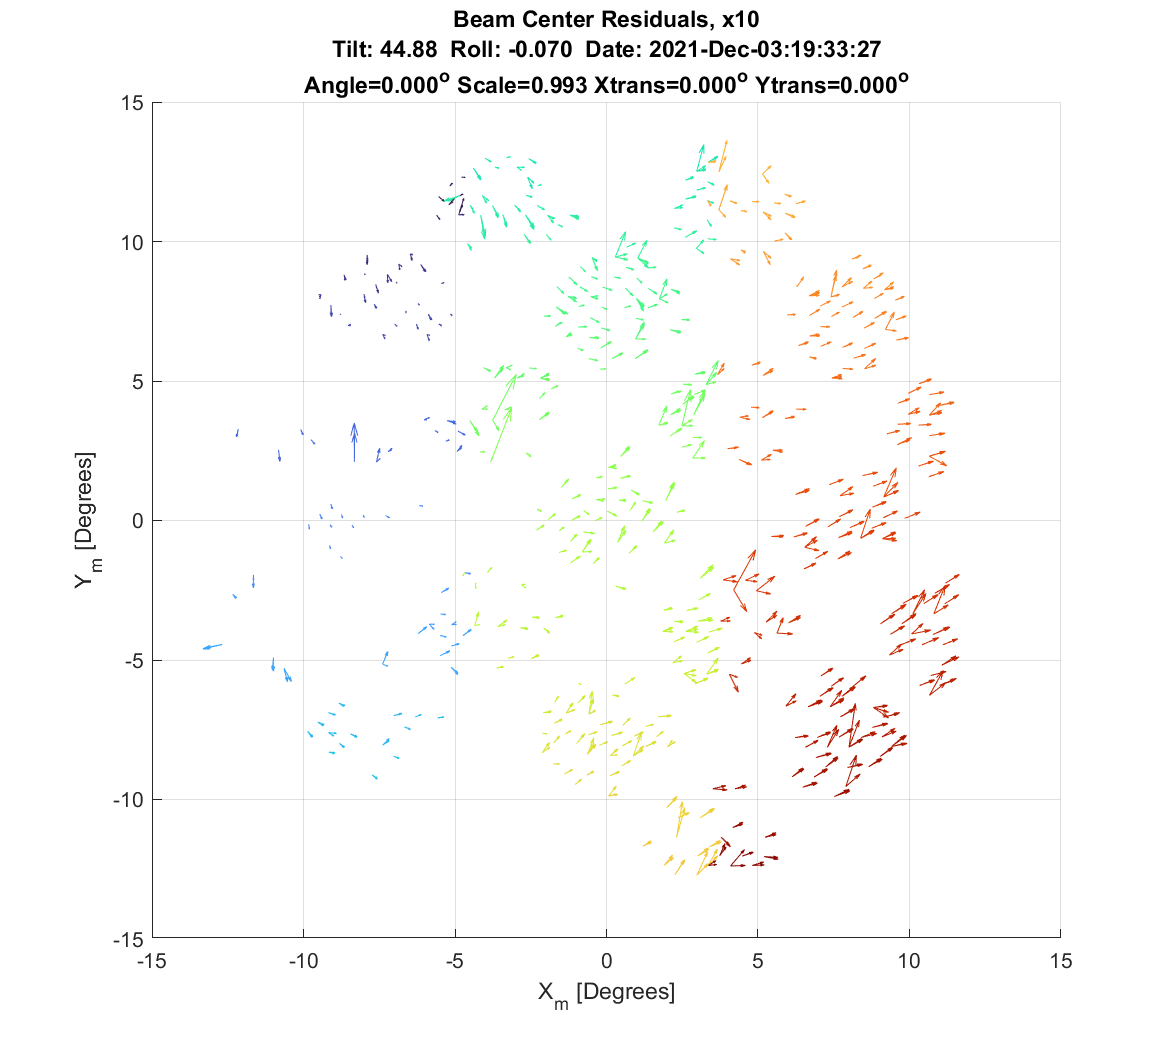 Beam Center Residuals, x10
Tilt: 44.88 Roll: -0.070 Date: 2021-Dec-03:19:33:27
Angle=0.000° Scale=0.993 Xtrans=0.000° Ytrans=0.000°
15
10
5
0
-5
-10
-15
Y_m [Degrees]
-15 -10 -5 0 5 10 15
X_m [Degrees]